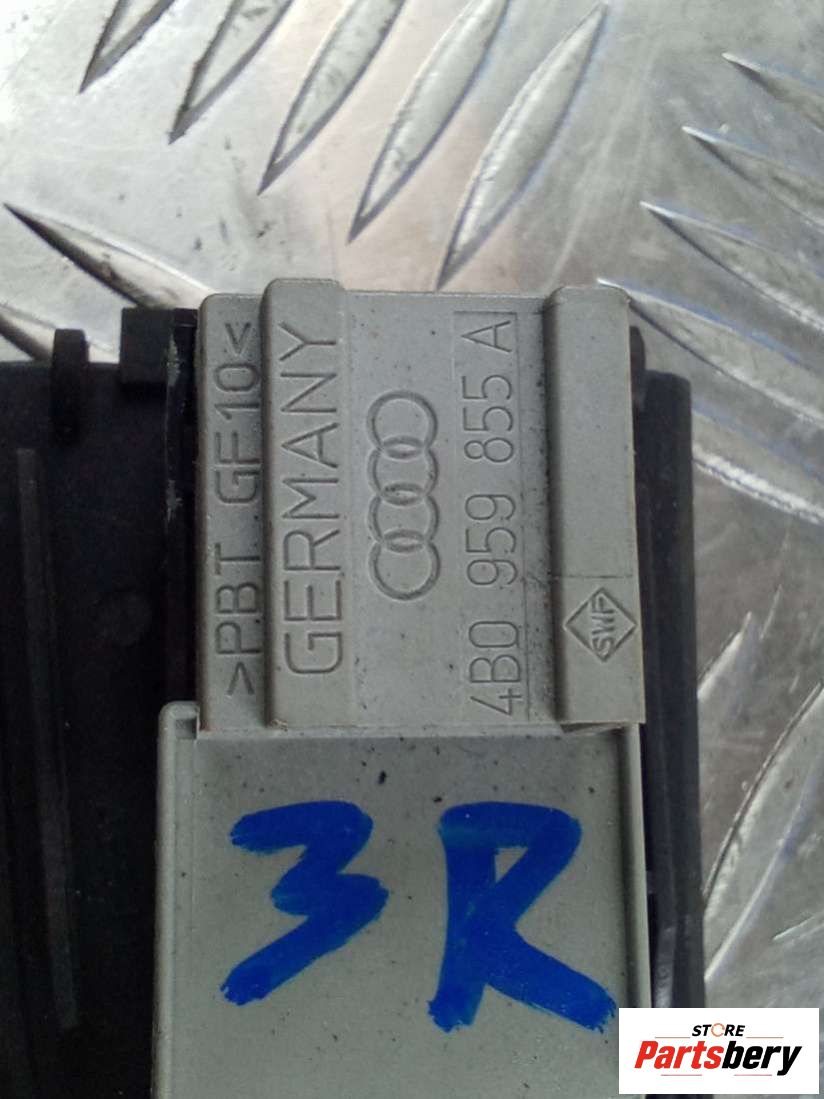 >PBT GF10<
GERMANY
4B0 959 855 A
SWF
3R
STORE
Partsbery